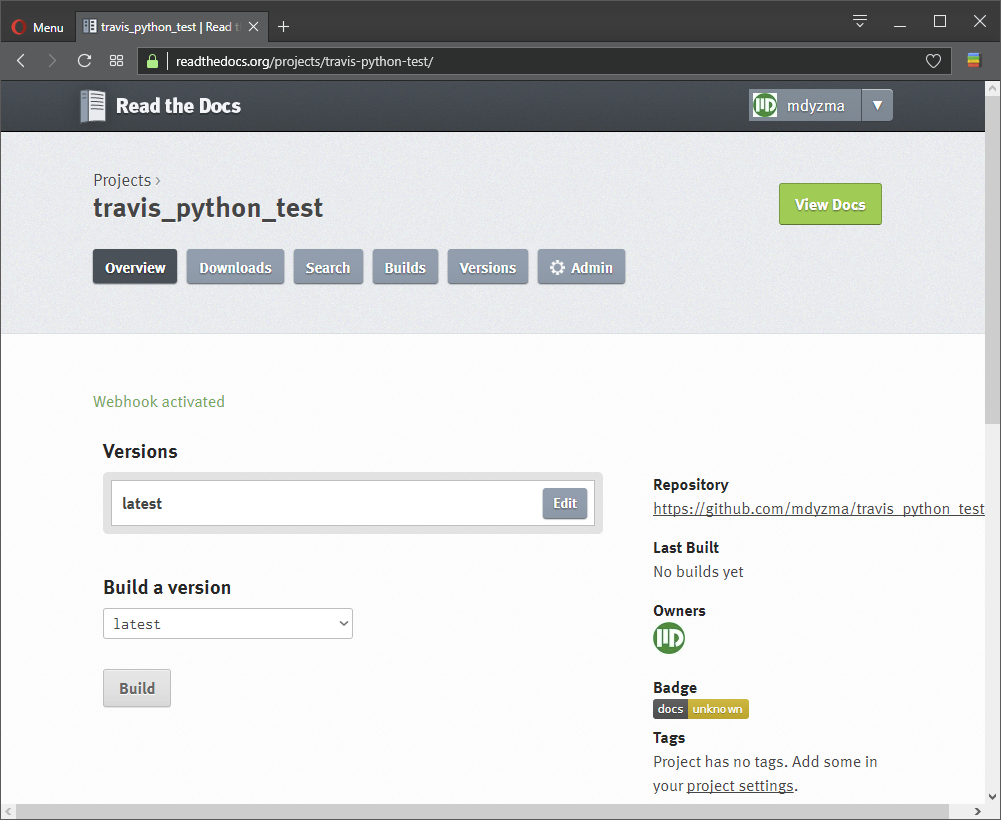 Menu
travis_python_test | Read t
readthedocs.org/projects/travis-python-test/
Read the Docs
mdyzma
Projects ›
travis_python_test
View Docs
Overview Downloads Search Builds Versions Admin
Webhook activated
Versions
latest
Edit
Repository
https://github.com/mdyzma/travis_python_test
Last Built
No builds yet
Build a version
latest
Owners
Build
Badge
docs unknown
Tags
Project has no tags. Add some in
your project settings.